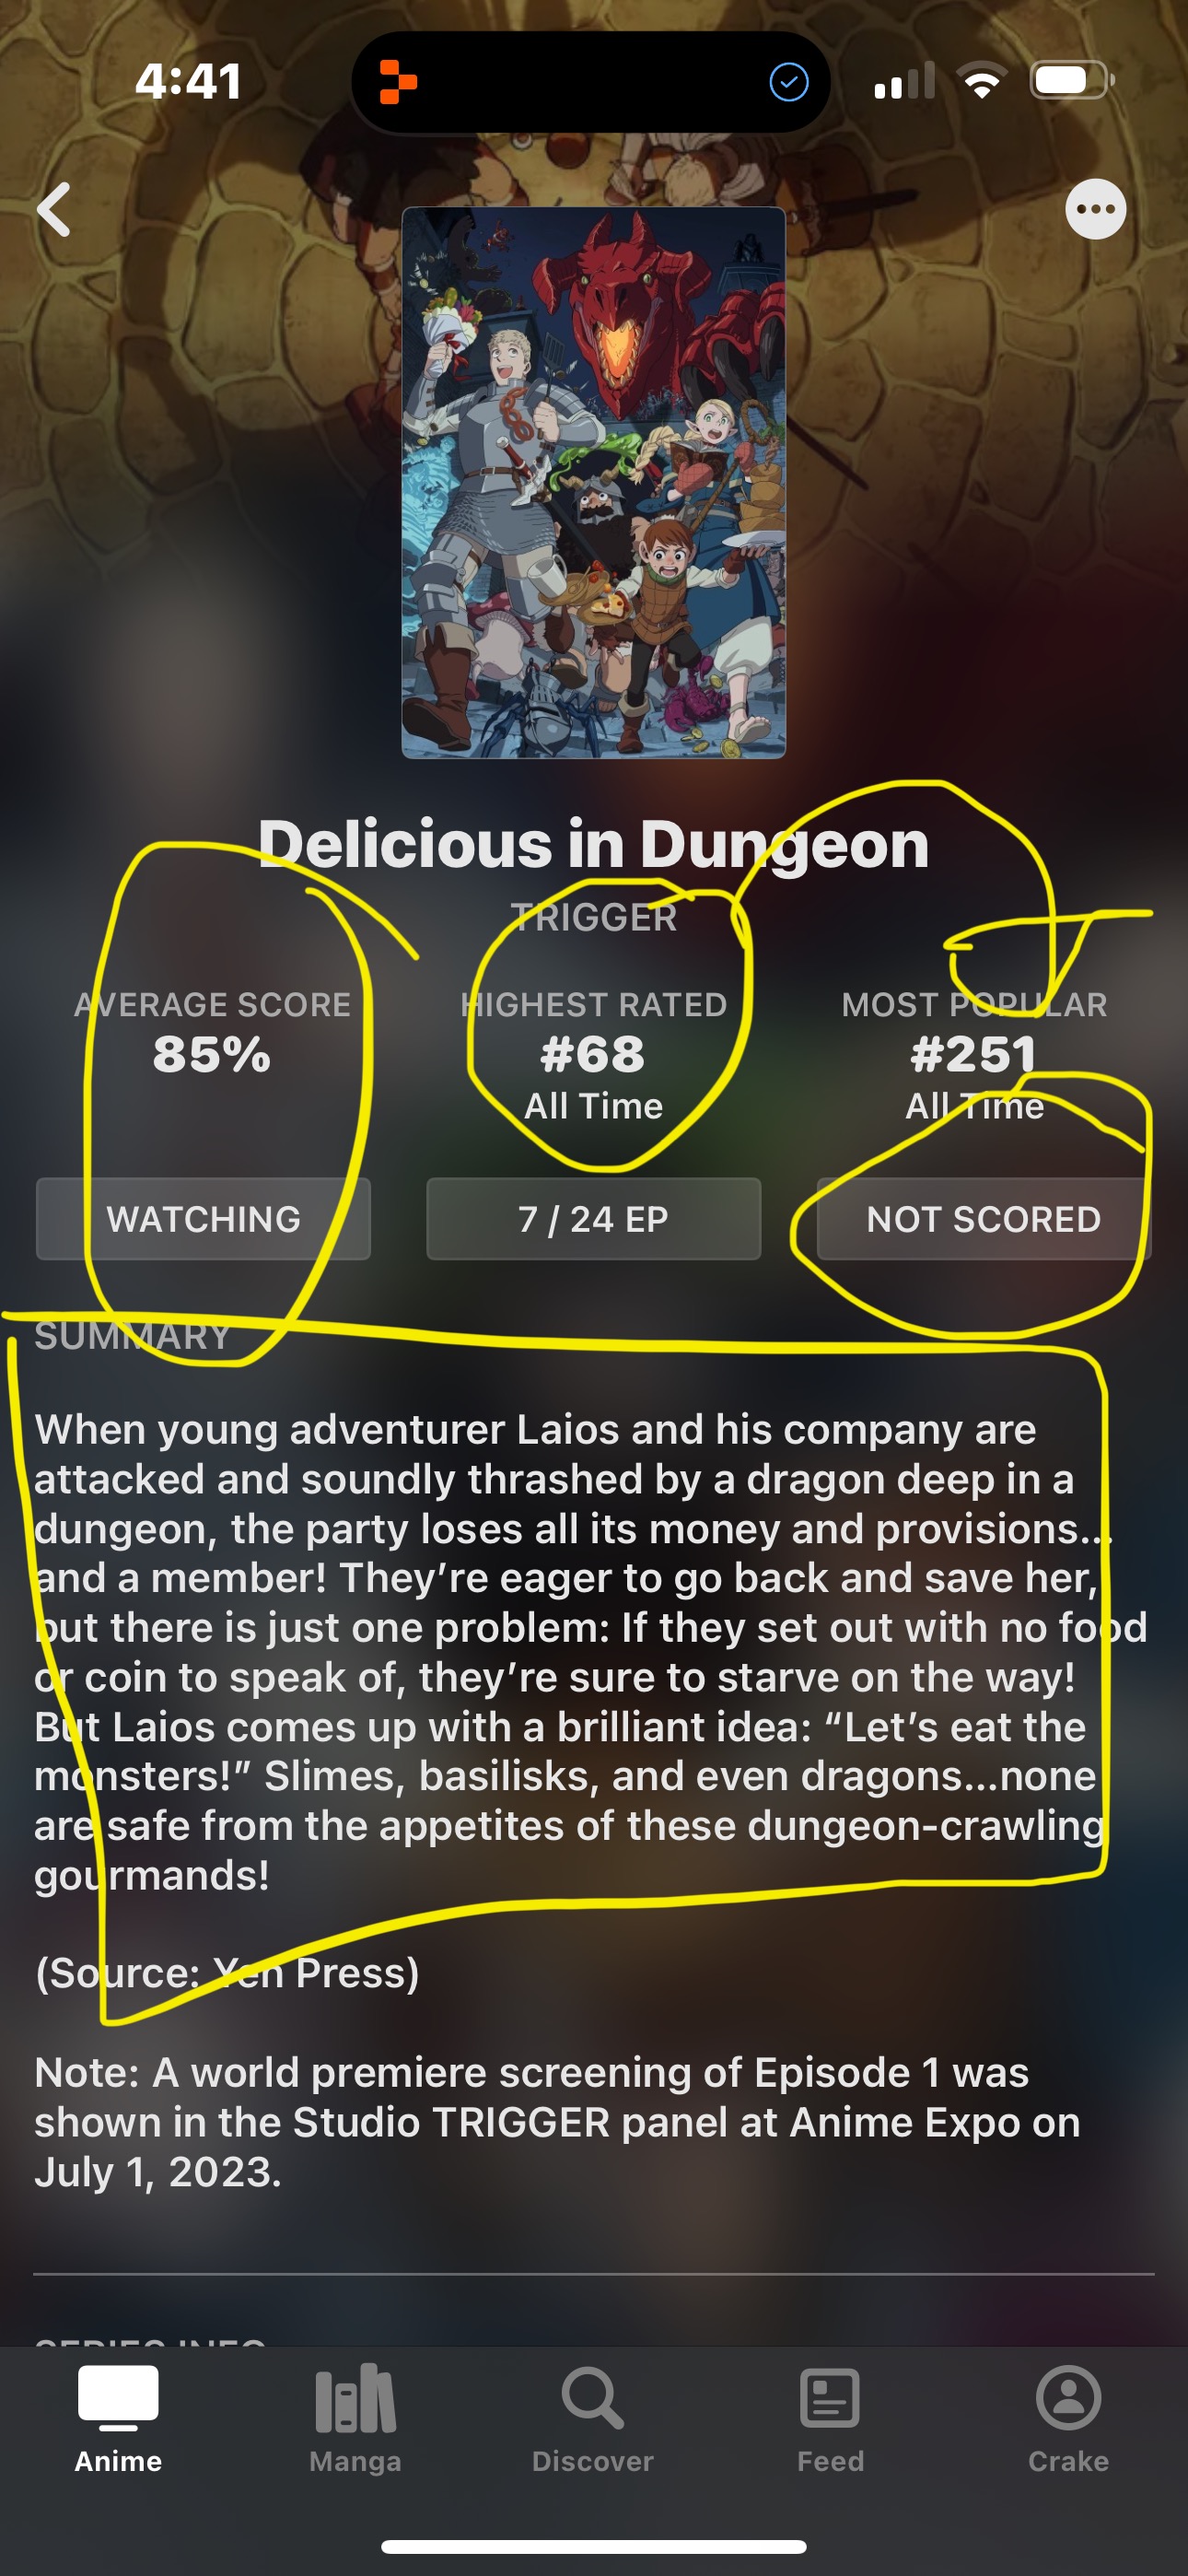 4:41
Delicious in Dungeon
TRIGGER
AVERAGE SCORE
85%
HIGHEST RATED
#68
All Time
MOST POPULAR
#251
All Time
WATCHING
7 / 24 EP
NOT SCORED
SUMMARY
When young adventurer Laios and his company are
attacked and soundly thrashed by a dragon deep in a
dungeon, the party loses all its money and provisions...
and a member! They’re eager to go back and save her,
but there is just one problem: If they set out with no food
or coin to speak of, they’re sure to starve on the way!
But Laios comes up with a brilliant idea: “Let’s eat the
monsters!” Slimes, basilisks, and even dragons...none
are safe from the appetites of these dungeon-crawling
gourmands!
(Source: Yen Press)
Note: A world premiere screening of Episode 1 was
shown in the Studio TRIGGER panel at Anime Expo on
July 1, 2023.
SERIES INFO
Anime
Manga
Discover
Feed
Crake